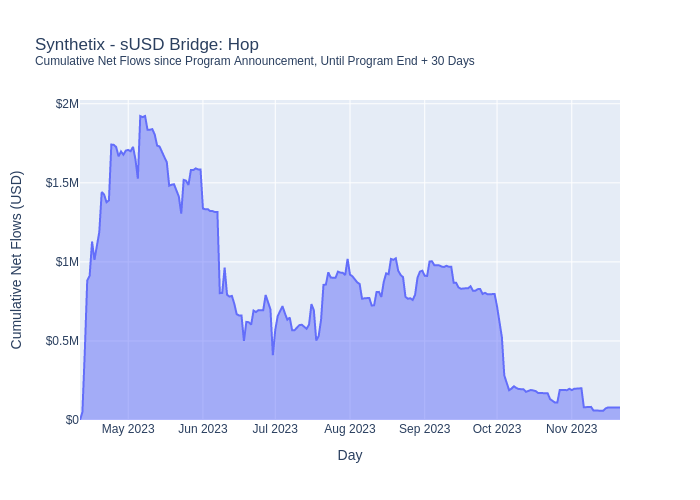 Synthetix - sUSD Bridge: Hop
Cumulative Net Flows since Program Announcement, Until Program End + 30 Days
Cumulative Net Flows (USD)
$2M
$1.5M
$1M
$0.5M
$0
May 2023
Jun 2023
Jul 2023
Aug 2023
Sep 2023
Oct 2023
Nov 2023
Day